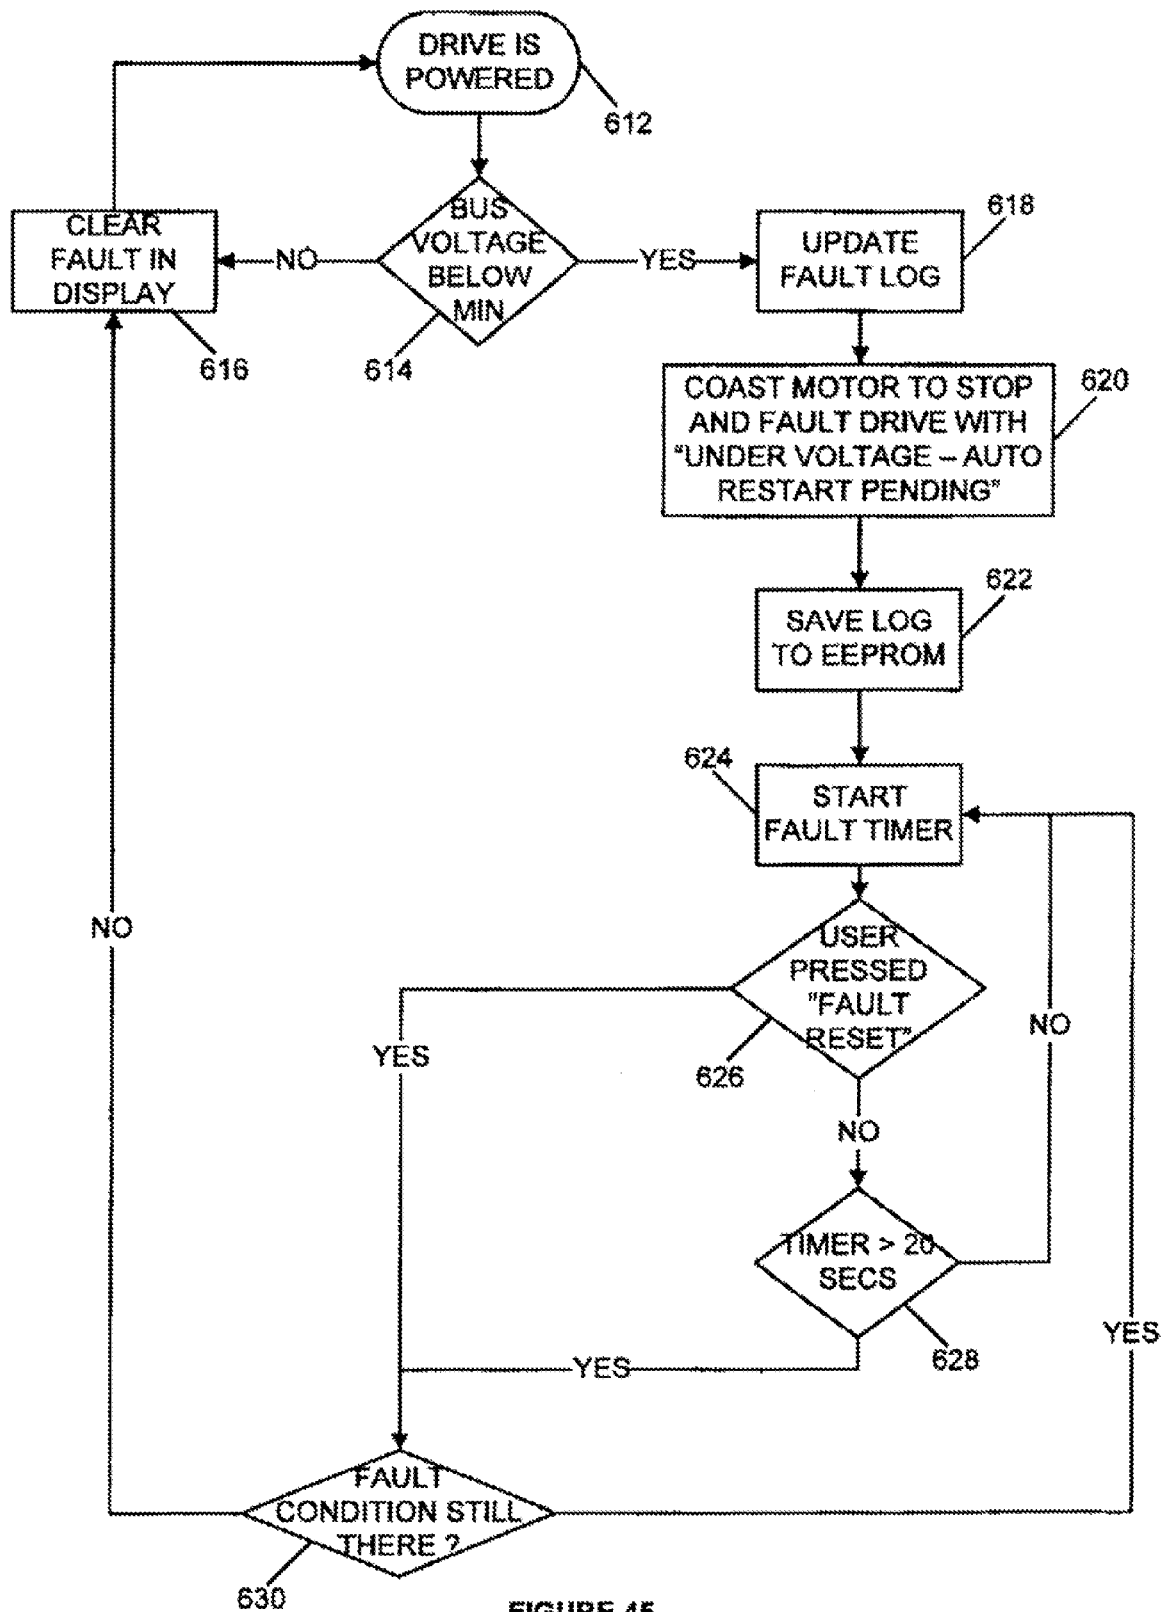 DRIVE IS
POWERED
612
BUS
VOLTAGE
BELOW
MIN
614
NO
CLEAR
FAULT IN
DISPLAY
616
YES
UPDATE
FAULT LOG
618
COAST MOTOR TO STOP
AND FAULT DRIVE WITH
"UNDER VOLTAGE – AUTO
RESTART PENDING"
620
SAVE LOG
TO EEPROM
622
START
FAULT TIMER
624
USER
PRESSED
"FAULT
RESET"
626
YES
NO
TIMER > 20
SECS
628
NO
YES
FAULT
CONDITION STILL
THERE ?
630
NO
YES
FIGURE 45